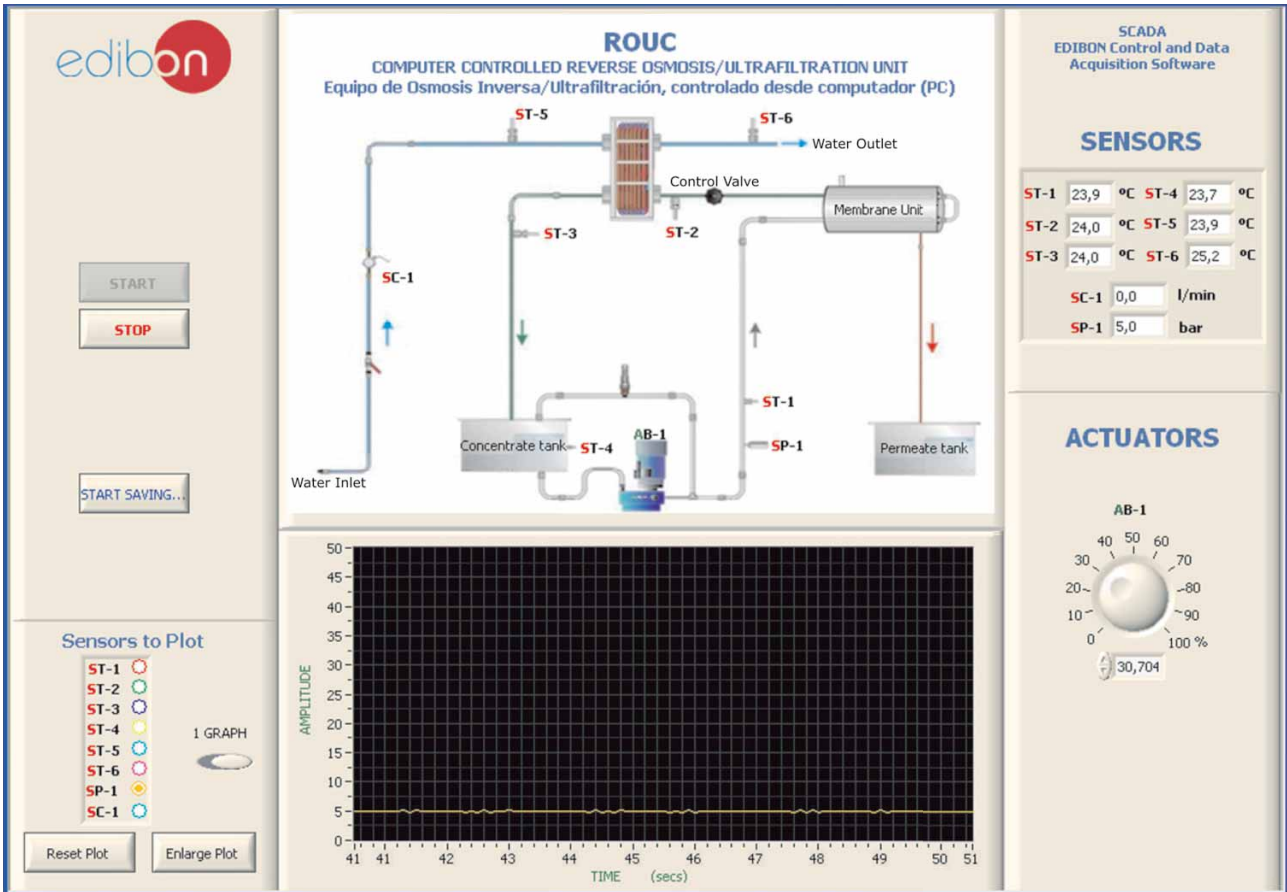 edibon
START
STOP
START SAVING...
Sensors to Plot
ST-1
ST-2
ST-3
ST-4
ST-5
ST-6
SP-1
SC-1
1 GRAPH
Reset Plot
Enlarge Plot
ROUC
COMPUTER CONTROLLED REVERSE OSMOSIS/ULTRAFILTRATION UNIT
Equipo de Osmosis Inversa/Ultrafiltración, controlado desde computador (PC)
ST-5
ST-6
Water Outlet
Control Valve
Membrane Unit
ST-3
ST-2
SC-1
ST-1
Concentrate tank
ST-4
AB-1
SP-1
Permeate tank
Water Inlet
50
45
40
35
30
25
20
15
10
5
0
AMPLITUDE
41 41 42 43 44 45 46 47 48 49 50 51
TIME (secs)
SCADA
EDIBON Control and Data
Acquisition Software
SENSORS
ST-1 23,9 ºC ST-4 23,7 ºC
ST-2 24,0 ºC ST-5 23,9 ºC
ST-3 24,0 ºC ST-6 25,2 ºC
SC-1 0,0 l/min
SP-1 5,0 bar
ACTUATORS
AB-1
0 10 20 30 40 50 60 70 80 90 100 %
30,704